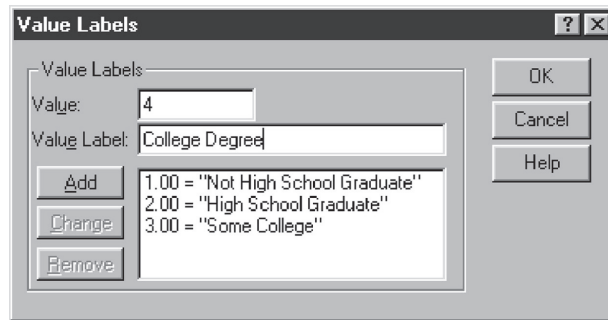 Value Labels
Value Labels
Value: 4
Value Label: College Degree
Add
Change
Remove
1.00 = "Not High School Graduate"
2.00 = "High School Graduate"
3.00 = "Some College"
OK
Cancel
Help